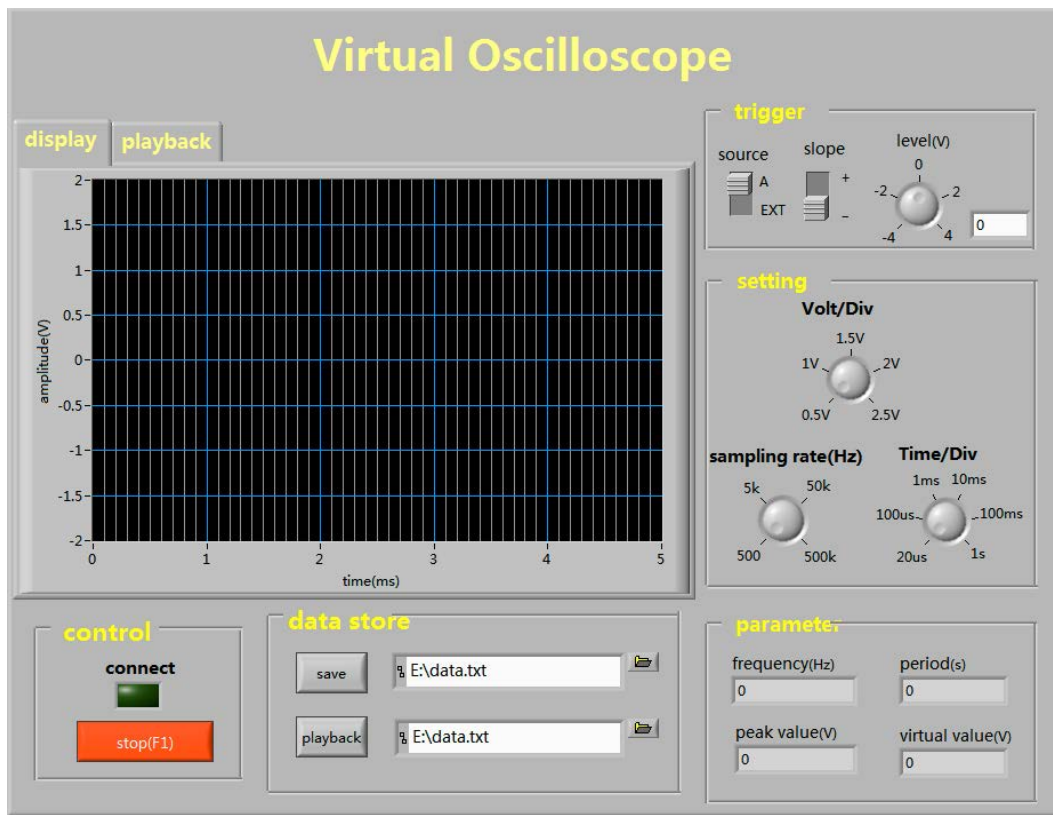 Virtual Oscilloscope
display playback
2
1.5
1
0.5
0
-0.5
-1
-1.5
-2
amplitude(V)
0 1 2 3 4 5
time(ms)
trigger
source slope level(V)
A
EXT
+
-
0
-2 2
-4 4
0
setting
Volt/Div
1.5V
1V 2V
0.5V 2.5V
sampling rate(Hz)
5k 50k
500 500k
Time/Div
1ms 10ms
100us 100ms
20us 1s
control
connect
stop(F1)
data store
save E:\data.txt
playback E:\data.txt
parameter
frequency(Hz) period(s)
0 0
peak value(V) virtual value(V)
0 0